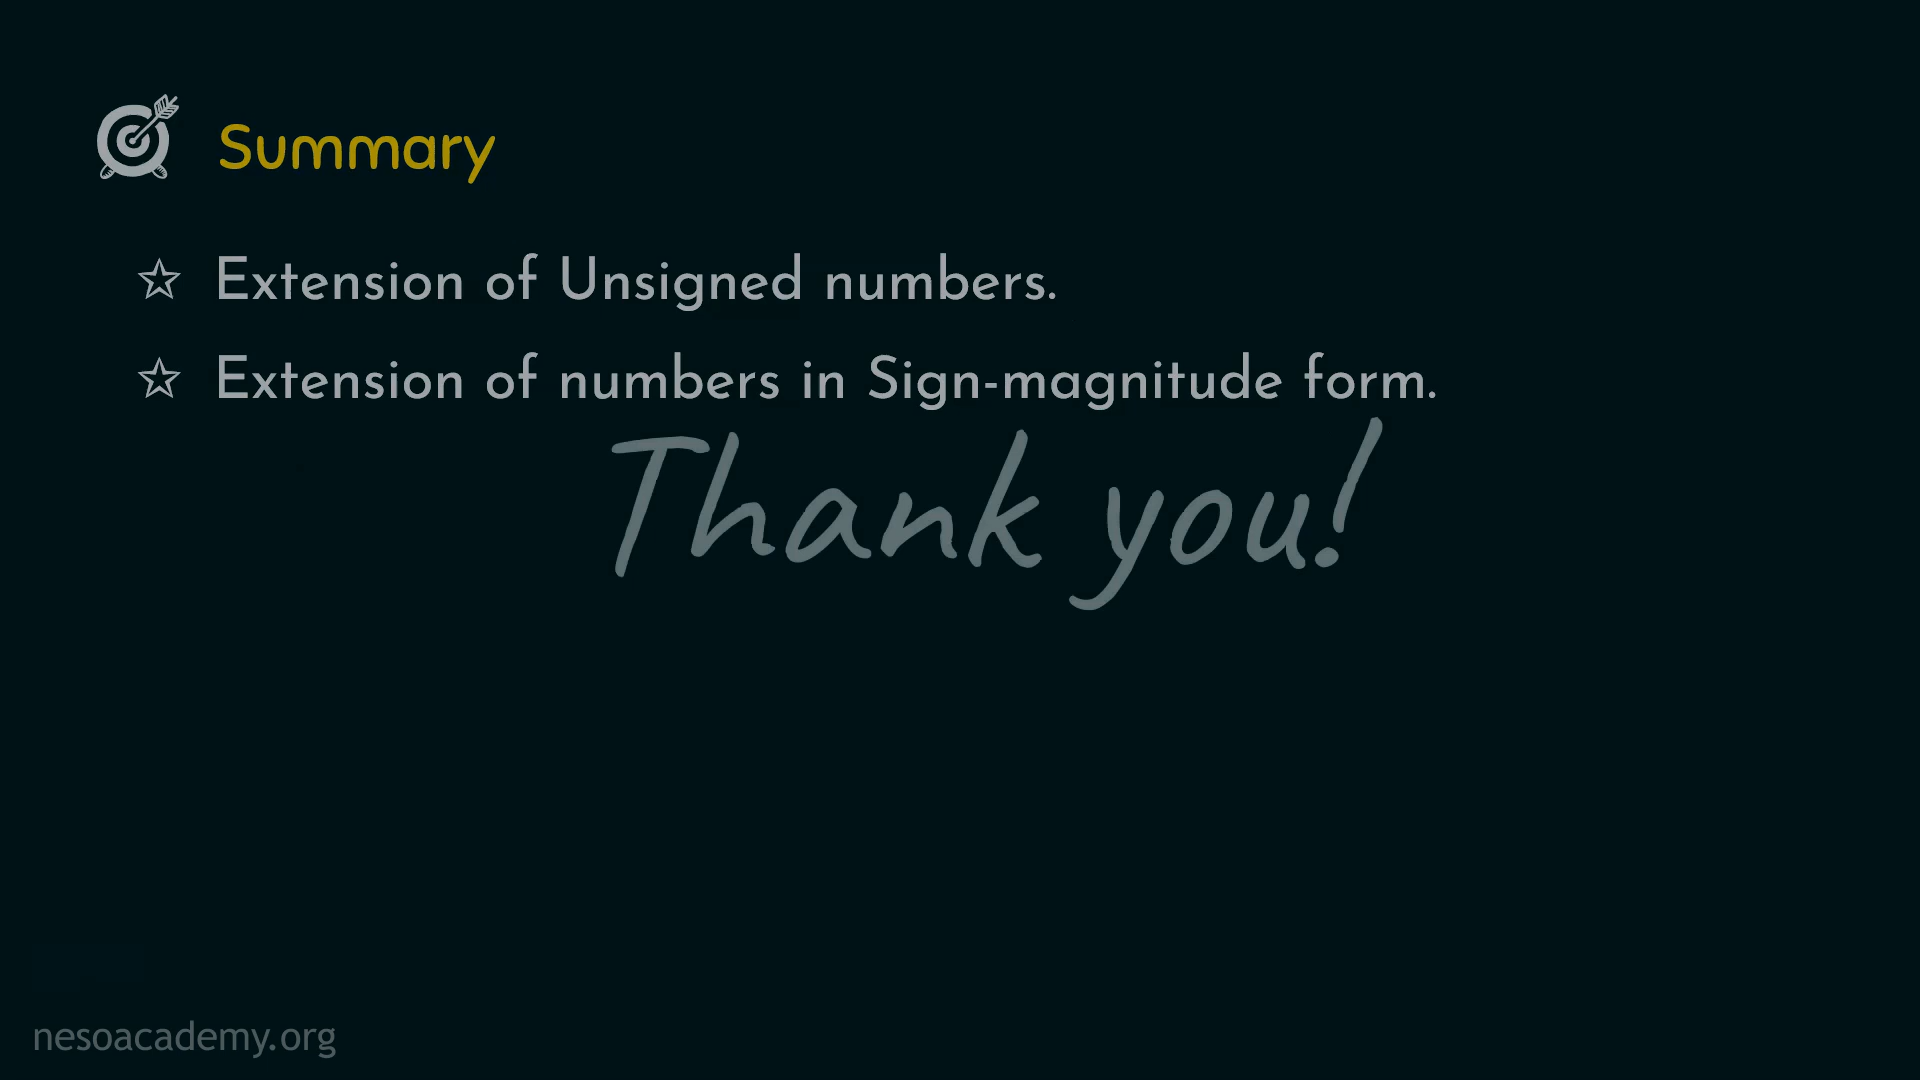 Summary
☆ Extension of Unsigned numbers.
☆ Extension of numbers in Sign-magnitude form.
Thank you!
nesoacademy.org